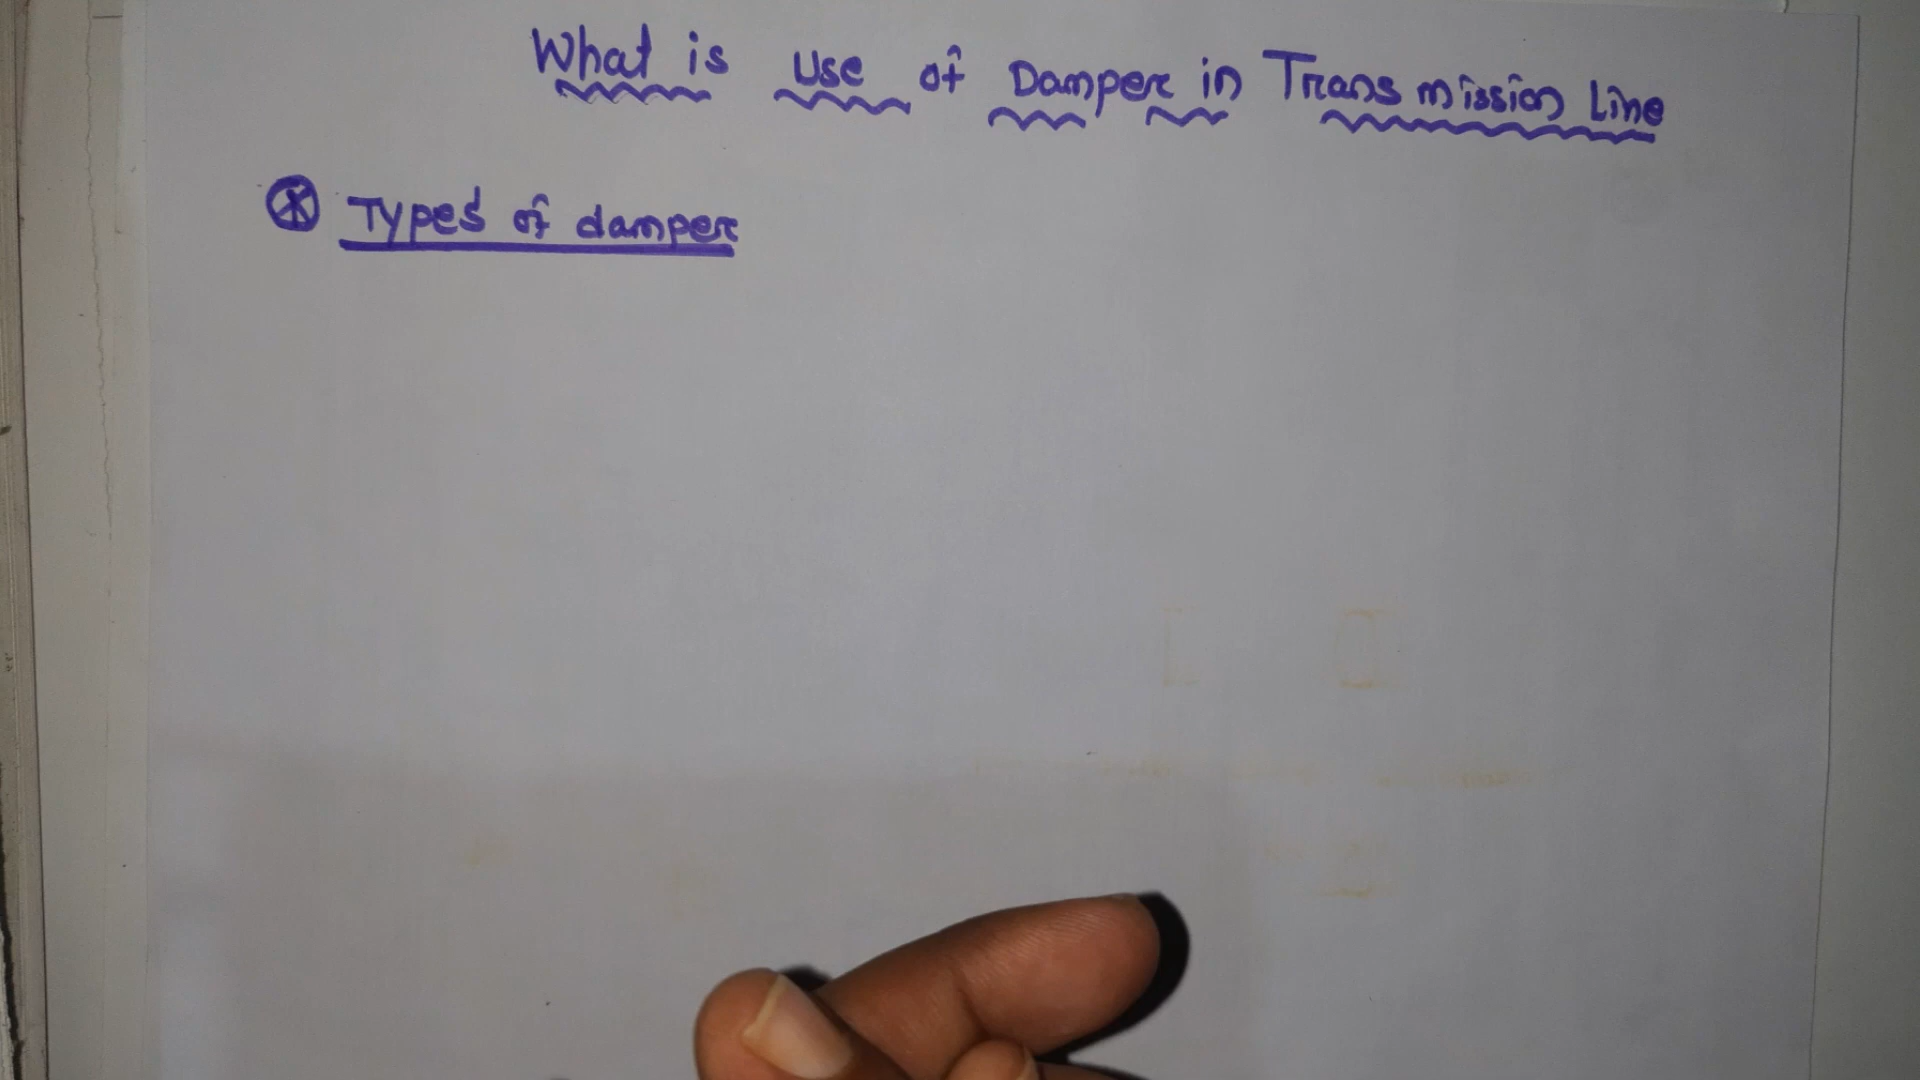 What is Use of Damper in Transmission Line
Types of damper